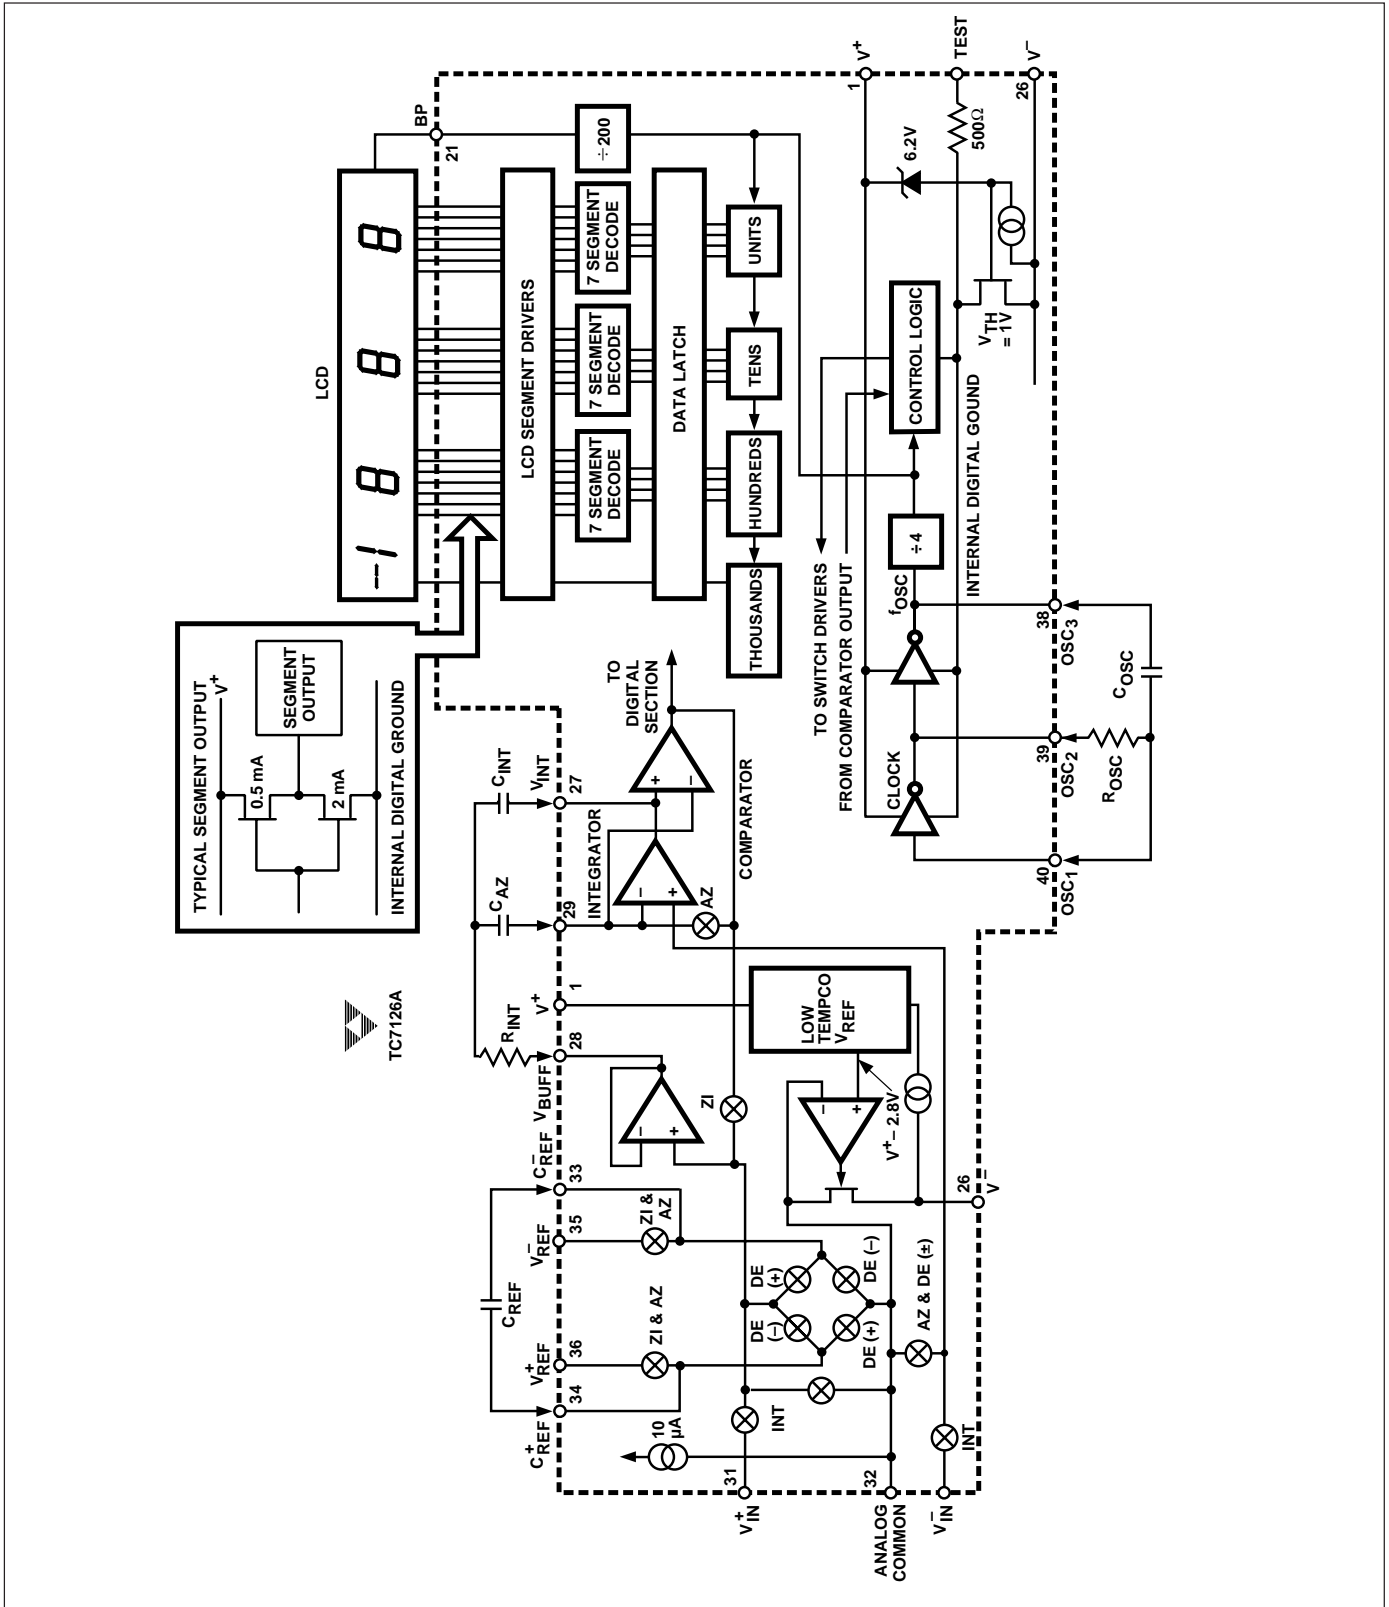 TYPICAL SEGMENT OUTPUT
V+
0.5 mA
2 mA
SEGMENT
OUTPUT
INTERNAL DIGITAL GROUND
TC7126A
LCD
-1 8 8 8
BP
21
LCD SEGMENT DRIVERS
7 SEGMENT
DECODE
7 SEGMENT
DECODE
7 SEGMENT
DECODE
÷200
DATA LATCH
THOUSANDS
HUNDREDS
TENS
UNITS
C+REF
34
CREF
V+REF
36
V–REF
35
C–REF
33
VBUFF
28
RINT
V+
1
CAZ
29
CINT
VINT
27
INTEGRATOR
–
+
+
–
TO
DIGITAL
SECTION
COMPARATOR
AZ
ZI
–
+
ZI &
AZ
ZI & AZ
10
µA
DE
(+)
DE (–)
DE
(–)
DE (+)
INT
AZ & DE (±)
INT
LOW
TEMPCO
VREF
–
+
V+ – 2.8V
26
V–
31
V+IN
32
ANALOG
COMMON
V–IN
TO SWITCH DRIVERS
FROM COMPARATOR OUTPUT
CLOCK
fOSC
÷4
CONTROL LOGIC
INTERNAL DIGITAL GOUND
VTH
= 1V
6.2V
500Ω
1
V+
TEST
26
V–
40
OSC1
39
OSC2
38
OSC3
ROSC
COSC